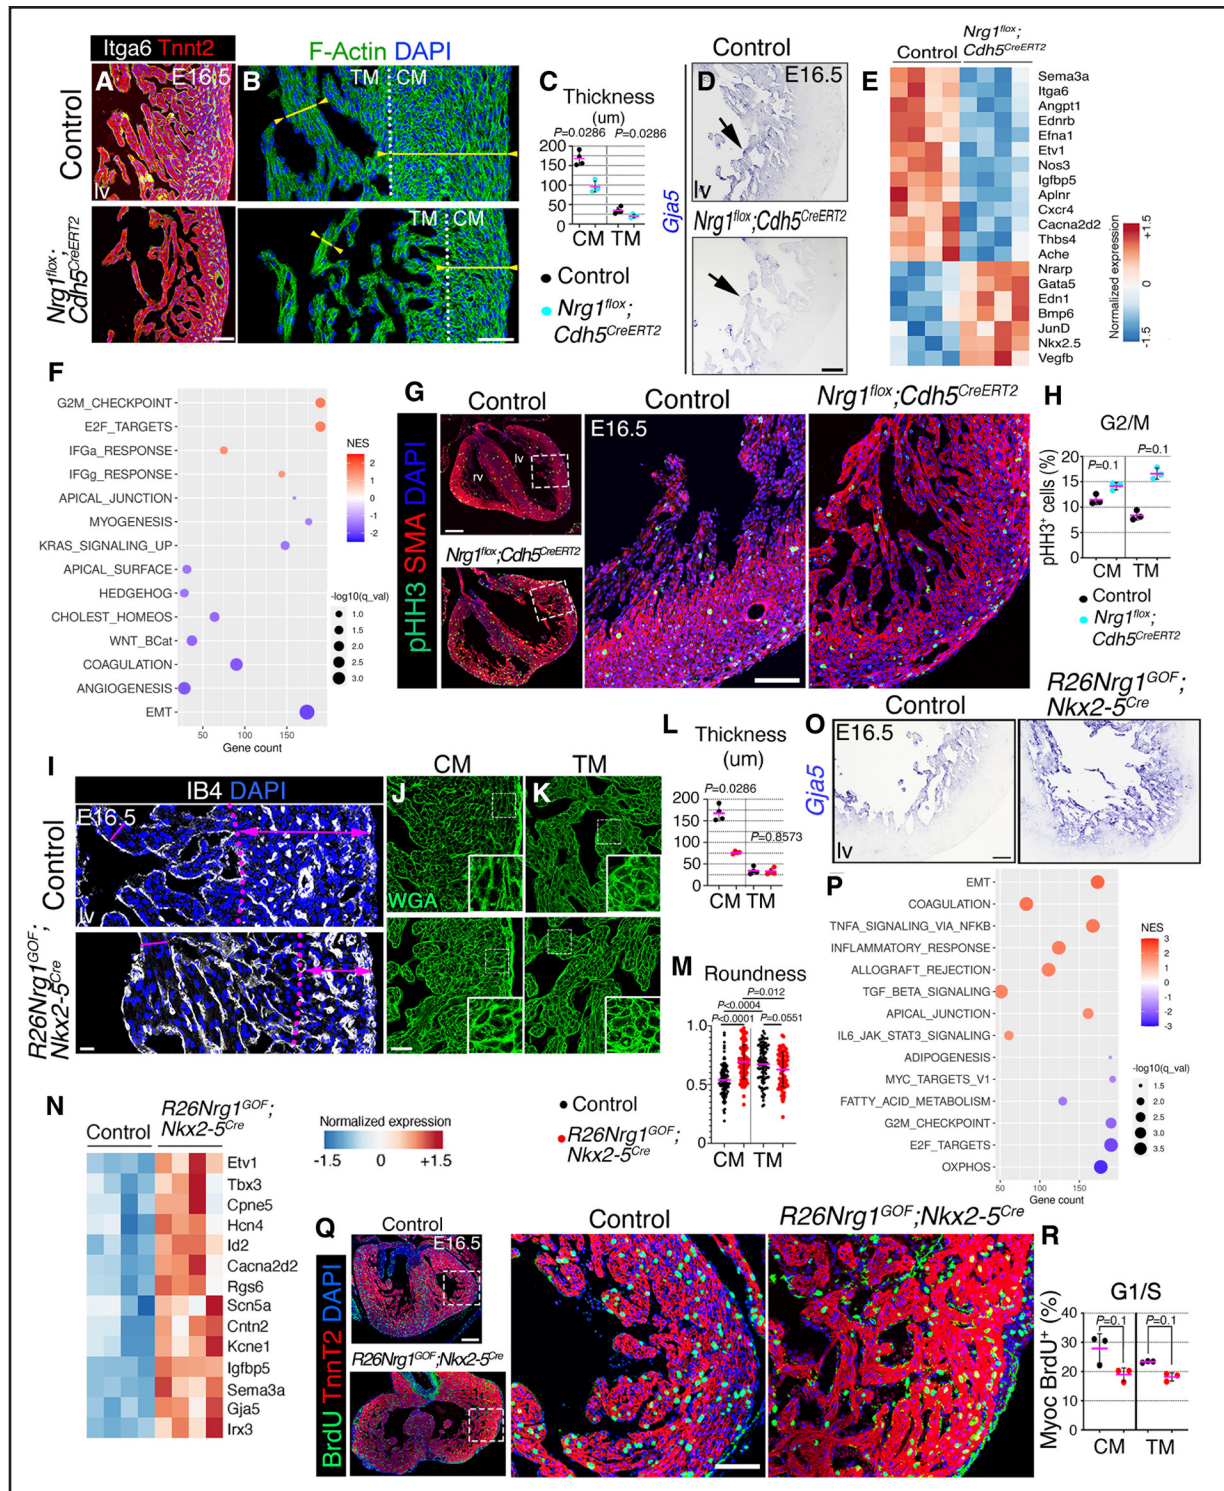 Itga6 Tnnt2
A
E16.5
Control
lv
Nrg1flox;
Cdh5CreERT2
F-Actin DAPI
B
TM CM
TM CM
C
Thickness
(um)
P=0.0286 P=0.0286
200
150
100
50
0
CM TM
Control
Nrg1flox;
Cdh5CreERT2
Control
D
E16.5
Gja5
Nrg1flox;Cdh5CreERT2
E
Control
Nrg1flox;
Cdh5CreERT2
Sema3a
Itga6
Angpt1
Ednrb
Efna1
Etv1
Nos3
Igfbp5
Aplnr
Cxcr4
Cacna2d2
Thbs4
Ache
Nrarp
Gata5
Edn1
Bmp6
JunD
Nkx2.5
Vegfb
Normalized expression
+1.5
0
-1.5
F
G2M_CHECKPOINT
E2F_TARGETS
IFGa_RESPONSE
IFGg_RESPONSE
APICAL_JUNCTION
MYOGENESIS
KRAS_SIGNALING_UP
APICAL_SURFACE
HEDGEHOG
CHOLEST_HOMEOS
WNT_BCat
COAGULATION
ANGIOGENESIS
EMT
50 100 150
Gene count
NES
2
1
0
-1
-2
-log10(q_val)
1.0
1.5
2.0
2.5
3.0
G
pHH3 SMA DAPI
Control
rv
lv
Nrg1flox;Cdh5CreERT2
Control
E16.5
Nrg1flox;Cdh5CreERT2
H
G2/M
pHH3+ cells (%)
P=0.1
P=0.1
20
15
10
5
0
CM TM
Control
Nrg1flox;
Cdh5CreERT2
I
IB4 DAPI
E16.5
Control
lv
R26Nrg1GOF;
Nkx2-5Cre
CM
J
WGA
TM
K
L
Thickness
(um)
P=0.0286
P=0.8573
200
150
100
50
0
CM TM
M
Roundness
P=0.012
P<0.0004
P<0.0001
P=0.0551
1.0
0.5
0
CM TM
Control
R26Nrg1GOF;
Nkx2-5Cre
N
Control
R26Nrg1GOF;
Nkx2-5Cre
Normalized expression
-1.5 0 +1.5
Etv1
Tbx3
Cpne5
Hcn4
Id2
Cacna2d2
Rgs6
Scn5a
Cntn2
Kcne1
Igfbp5
Sema3a
Gja5
Irx3
O
Control
R26Nrg1GOF;
Nkx2-5Cre
E16.5
Gja5
lv
P
EMT
COAGULATION
TNFA_SIGNALING_VIA_NFKB
INFLAMMATORY_RESPONSE
ALLOGRAFT_REJECTION
TGF_BETA_SIGNALING
APICAL_JUNCTION
IL6_JAK_STAT3_SIGNALING
ADIPOGENESIS
MYC_TARGETS_V1
FATTY_ACID_METABOLISM
G2M_CHECKPOINT
E2F_TARGETS
OXPHOS
50 100 150
Gene count
NES
3
2
1
0
-1
-2
-3
-log10(q_val)
1.5
2.0
2.5
3.0
3.5
Q
BrdU TnnT2 DAPI
Control
E16.5
R26Nrg1GOF;Nkx2-5Cre
Control
R26Nrg1GOF;Nkx2-5Cre
R
G1/S
Myoc BrdU+ (%)
P=0.1 P=0.1
40
30
20
10
0
CM TM